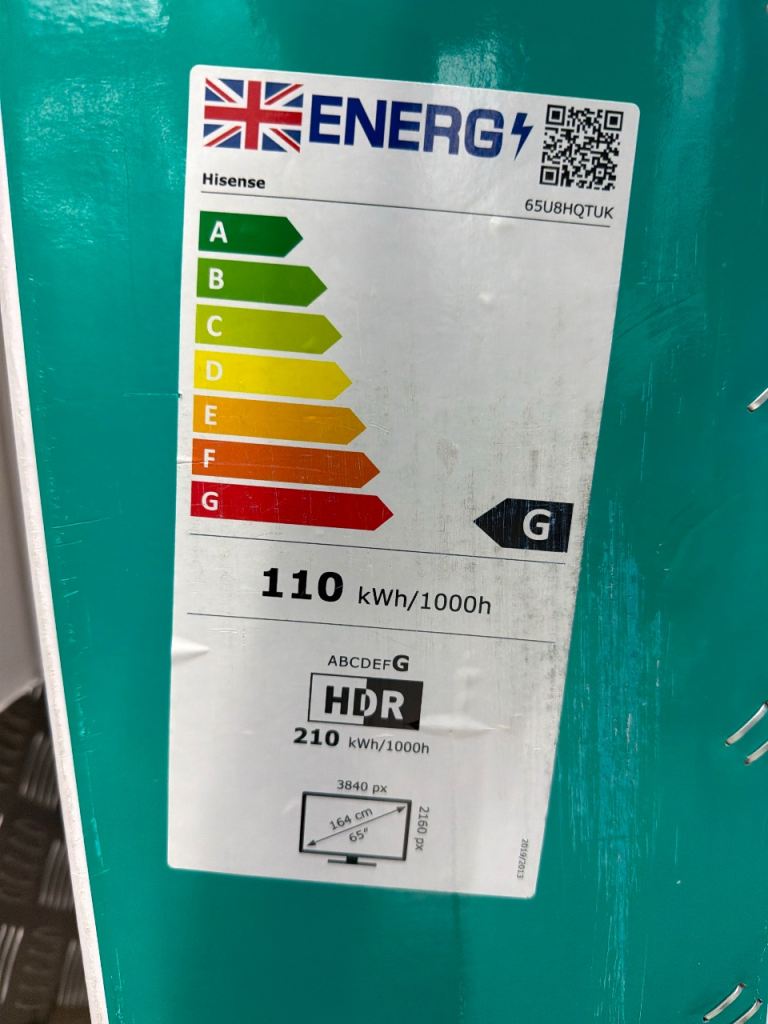 ENERG
Hisense
65U8HQTUK
A
B
C
D
E
F
G
G
110 kWh/1000h
ABCDEFG
HDR
210 kWh/1000h
3840 px
2160 px
164 cm
65"
2019/2013